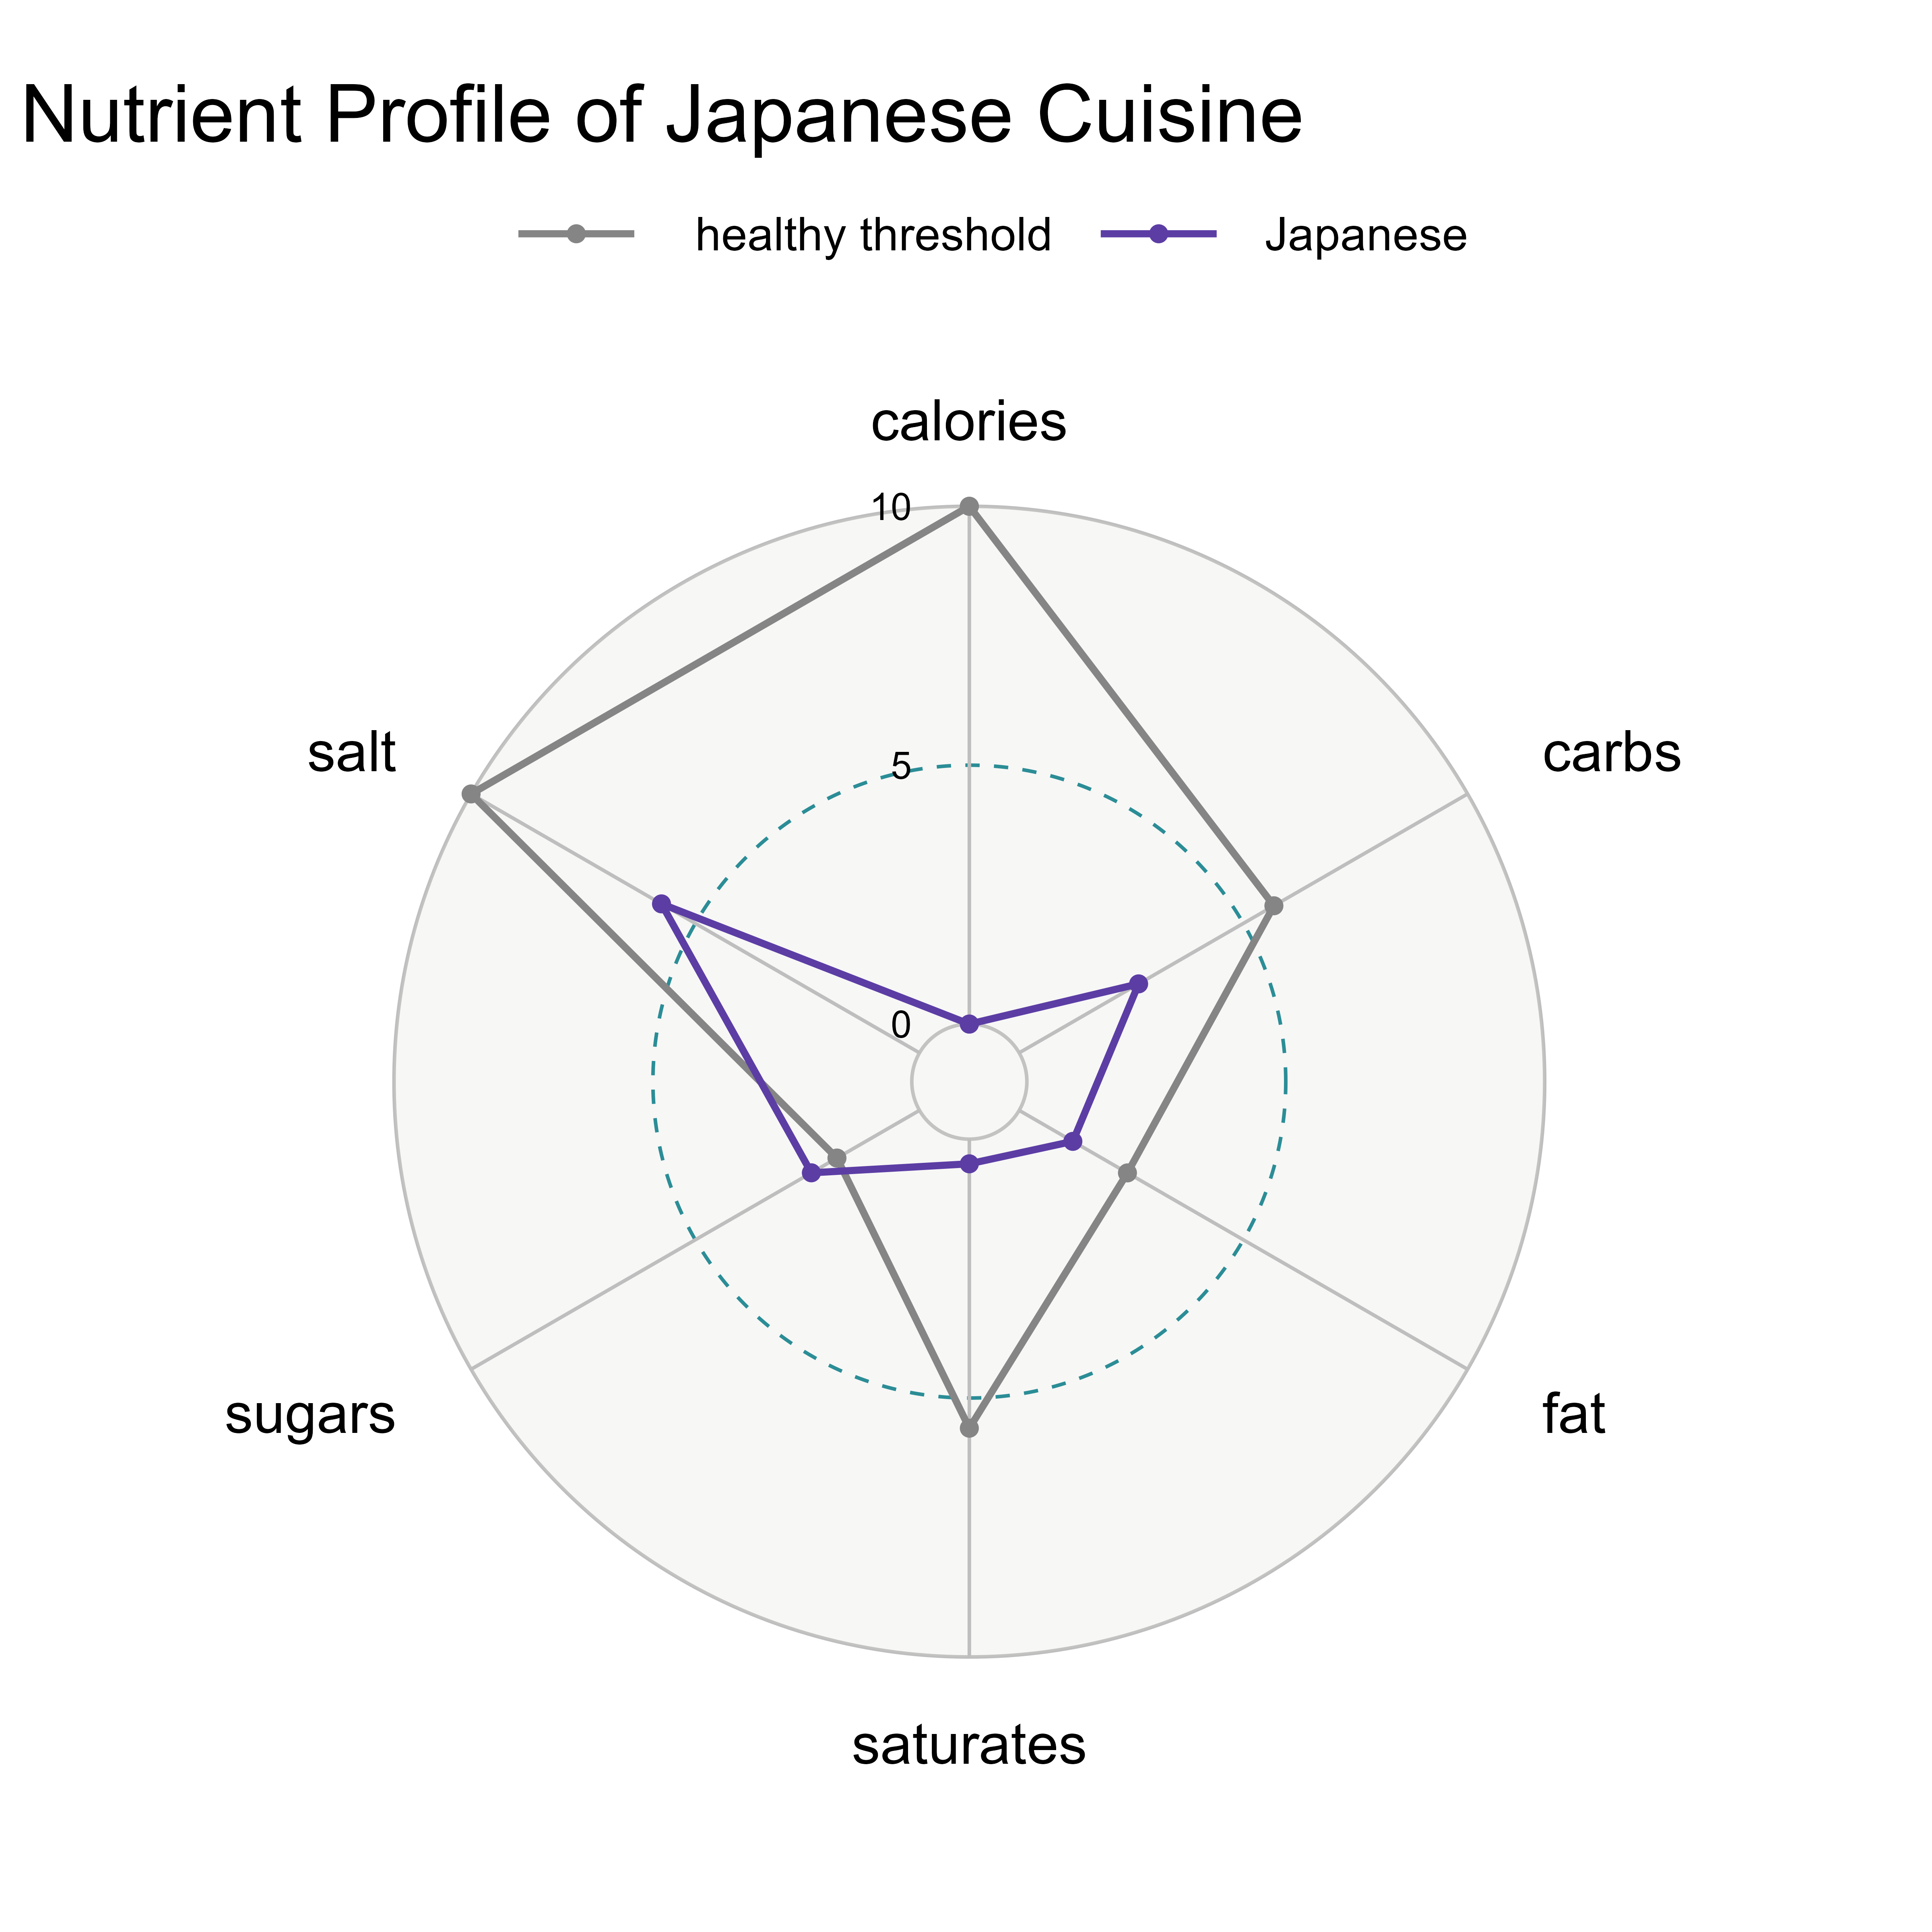 Nutrient Profile of Japanese Cuisine
healthy threshold Japanese
calories
10
salt carbs
5
0
sugars fat
saturates